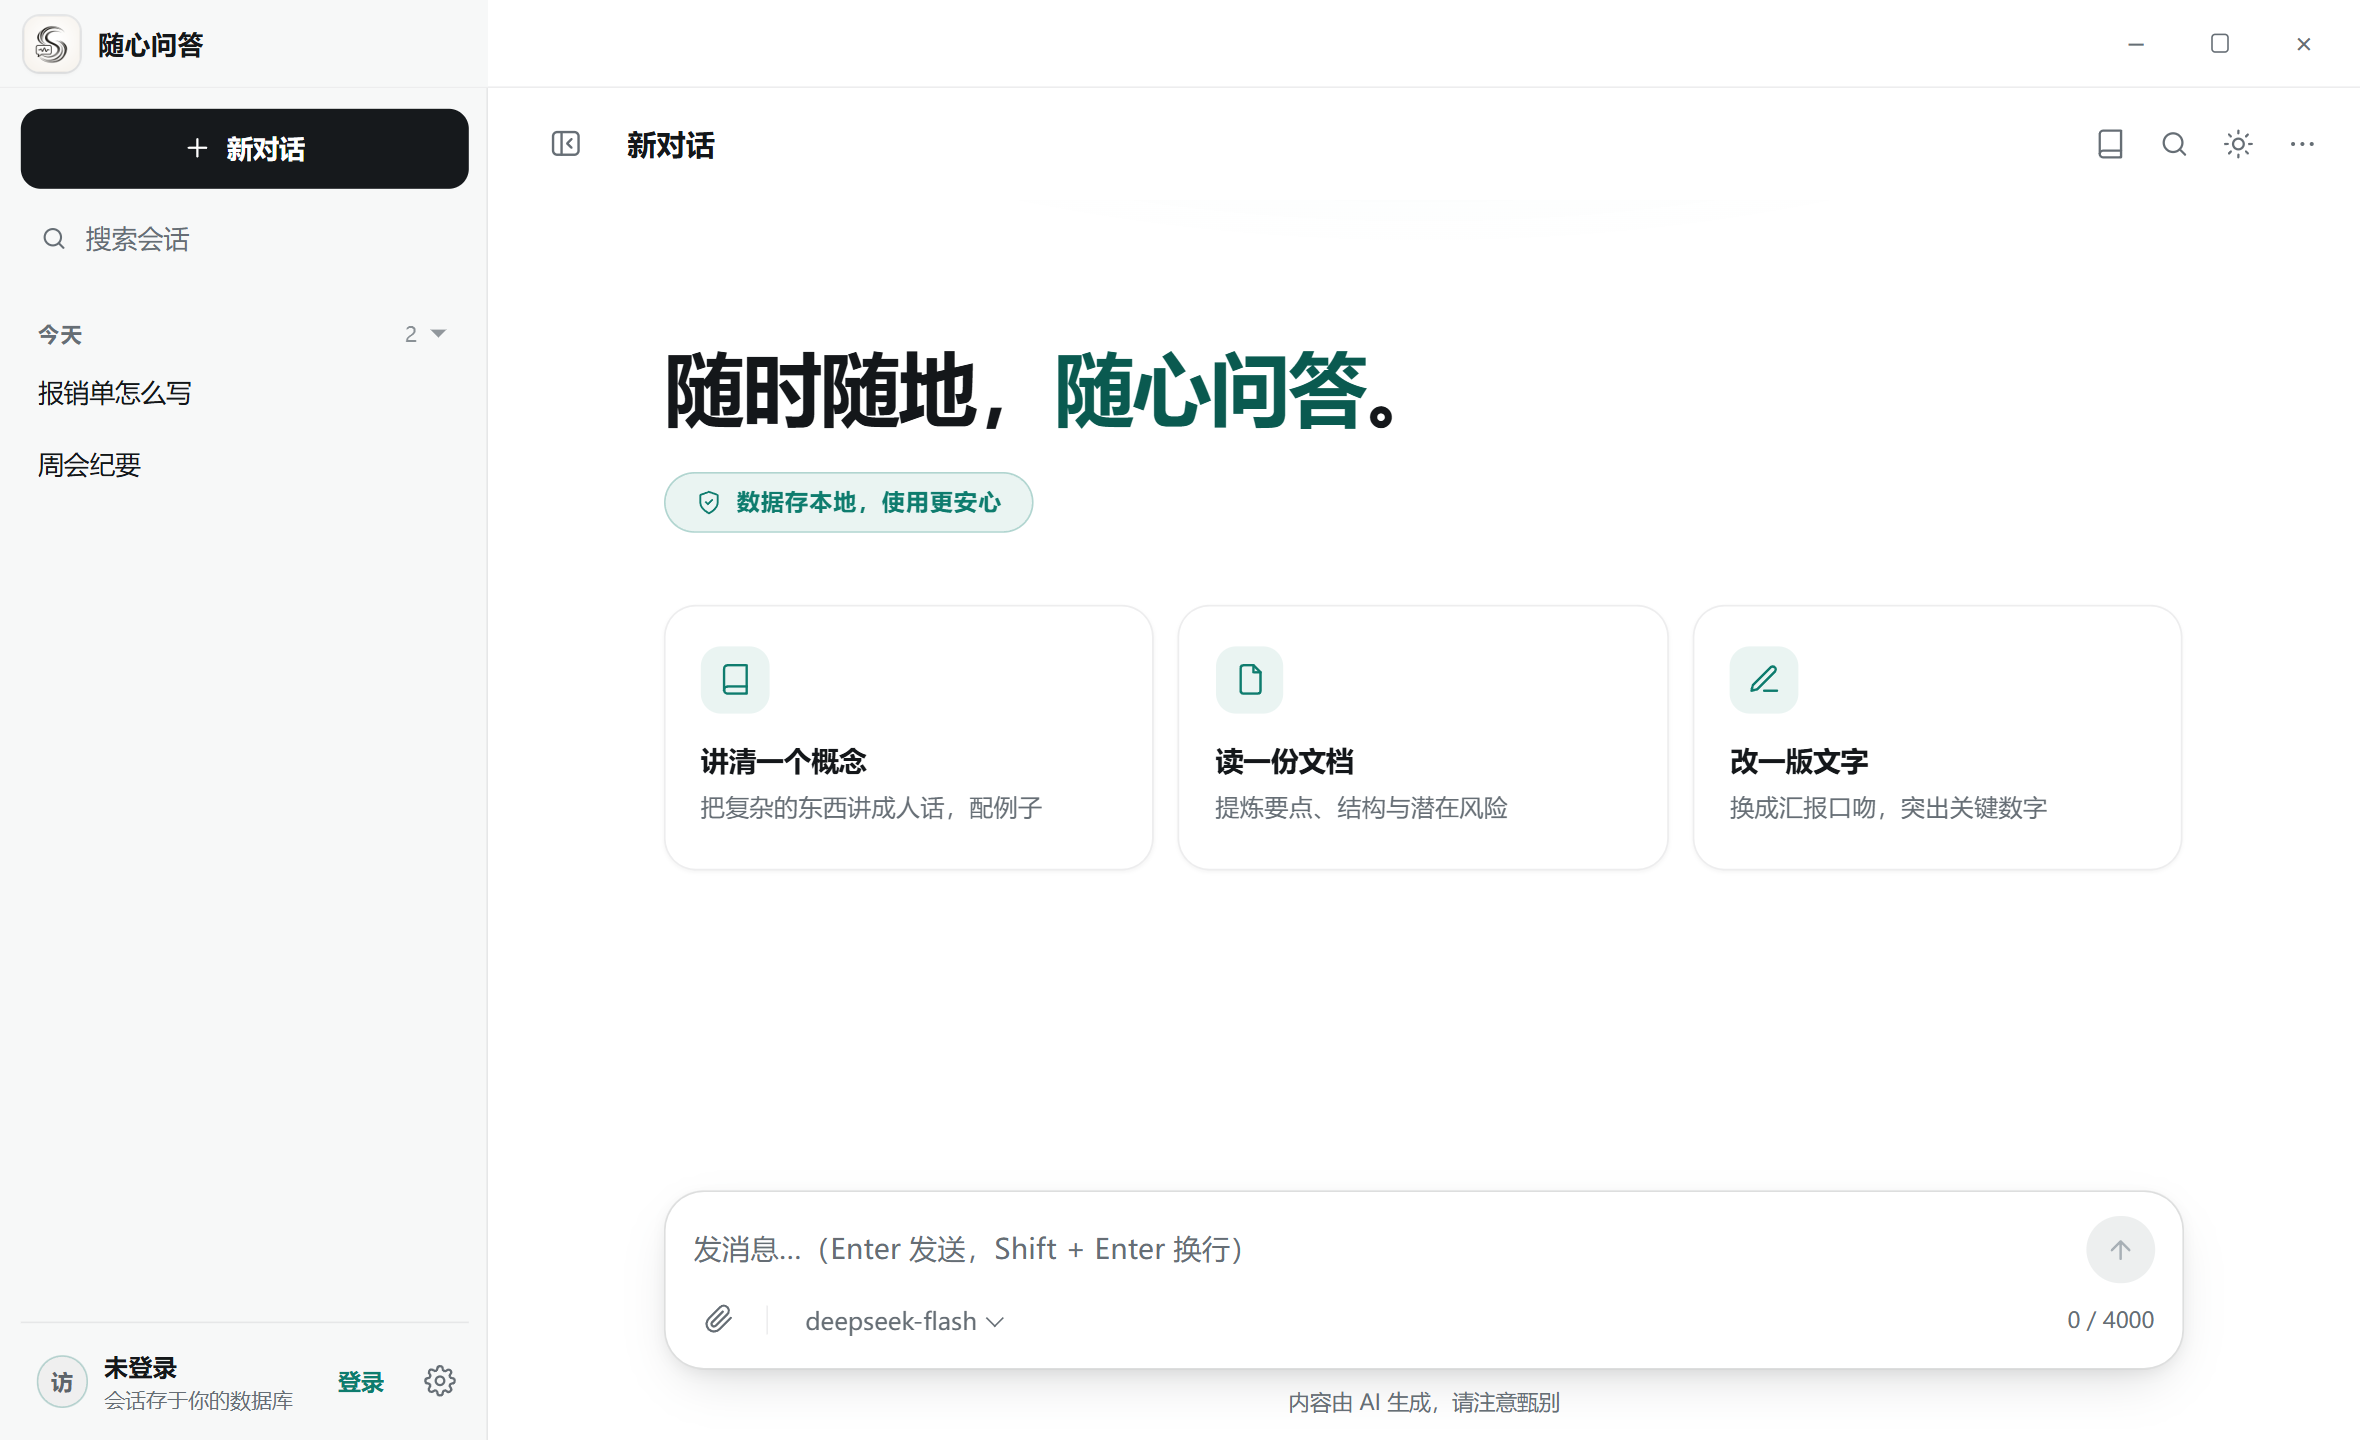 随心问答
新对话
搜索会话
今天 2
报销单怎么写
周会纪要
访 未登录
会话存于你的数据库
登录
新对话
随时随地，随心问答。
数据存本地，使用更安心
讲清一个概念
把复杂的东西讲成人话，配例子
读一份文档
提炼要点、结构与潜在风险
改一版文字
换成汇报口吻，突出关键数字
发消息...（Enter 发送，Shift + Enter 换行）
deepseek-flash
0 / 4000
内容由 AI 生成，请注意甄别